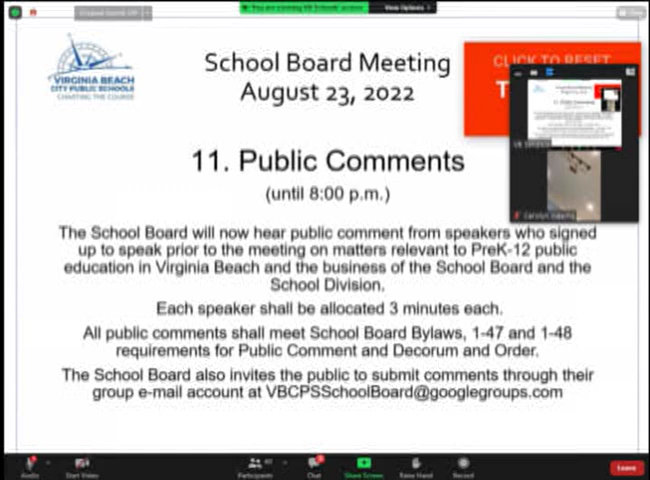 View Options
VIRGINIA BEACH
CITY PUBLIC SCHOOLS
CHARTING THE COURSE
School Board Meeting
August 23, 2022
CLICK TO RESET
T
11. Public Comments
(until 8:00 p.m.)
The School Board will now hear public comment from speakers who signed
up to speak prior to the meeting on matters relevant to PreK-12 public
education in Virginia Beach and the business of the School Board and the
School Division.
Each speaker shall be allocated 3 minutes each.
All public comments shall meet School Board Bylaws, 1-47 and 1-48
requirements for Public Comment and Decorum and Order.
The School Board also invites the public to submit comments through their
group e-mail account at VBCPSSchoolBoard@googlegroups.com
Audio
Start Video
Participants
Chat
Share Screen
Raise Hand
Record
Leave